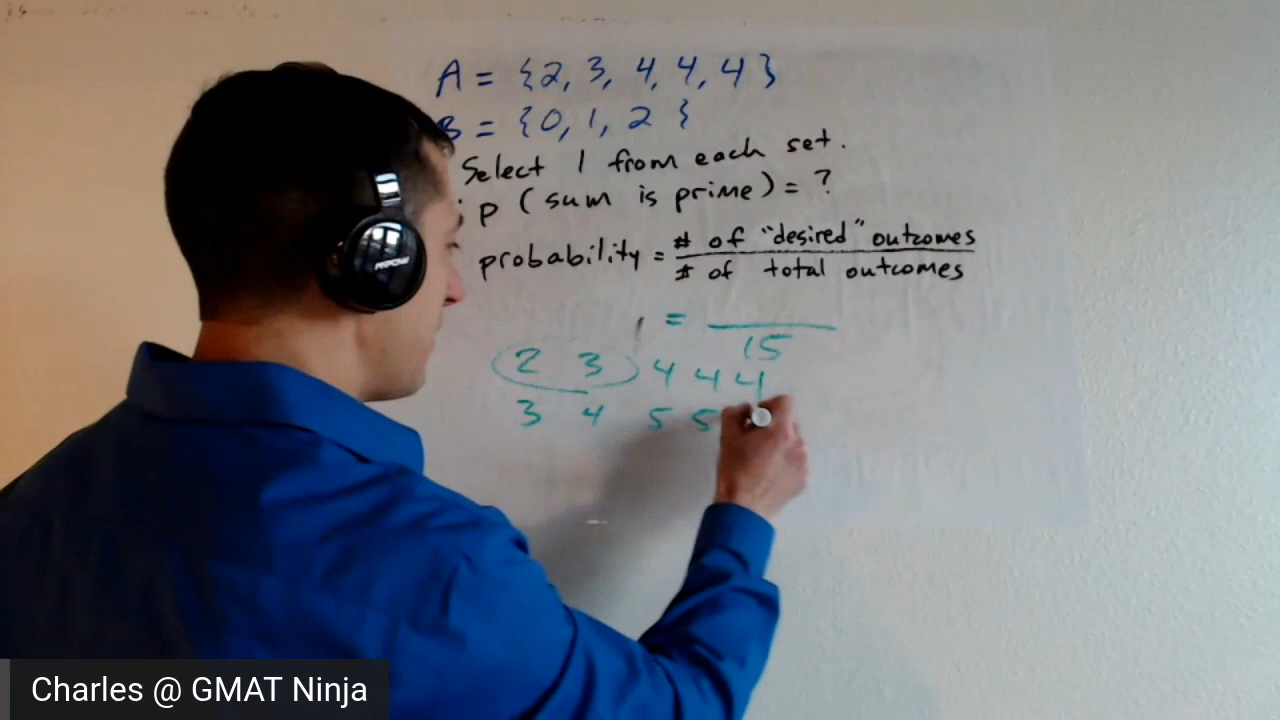 A = {2, 3, 4, 4, 4}
B = {0, 1, 2}
Select 1 from each set.
p (sum is prime) = ?
probability = # of "desired" outcomes
# of total outcomes
=
15
2 3 4 4 4
3 4 5 5
Charles @ GMAT Ninja